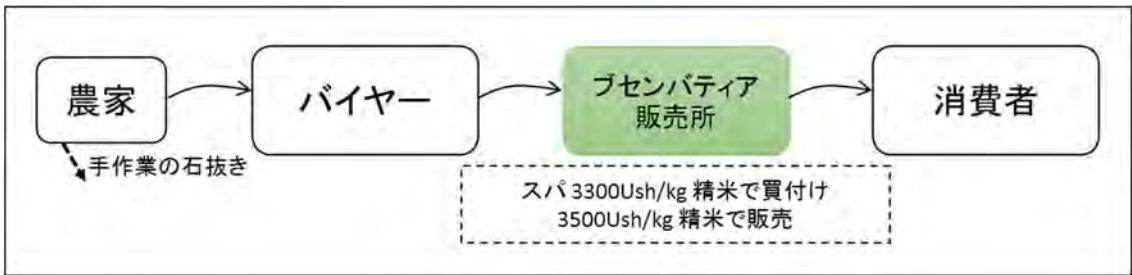 農家
バイヤー
ブセンバティア
販売所
消費者
手作業の石抜き
スパ 3300Ush/kg 精米で買付け
3500Ush/kg 精米で販売